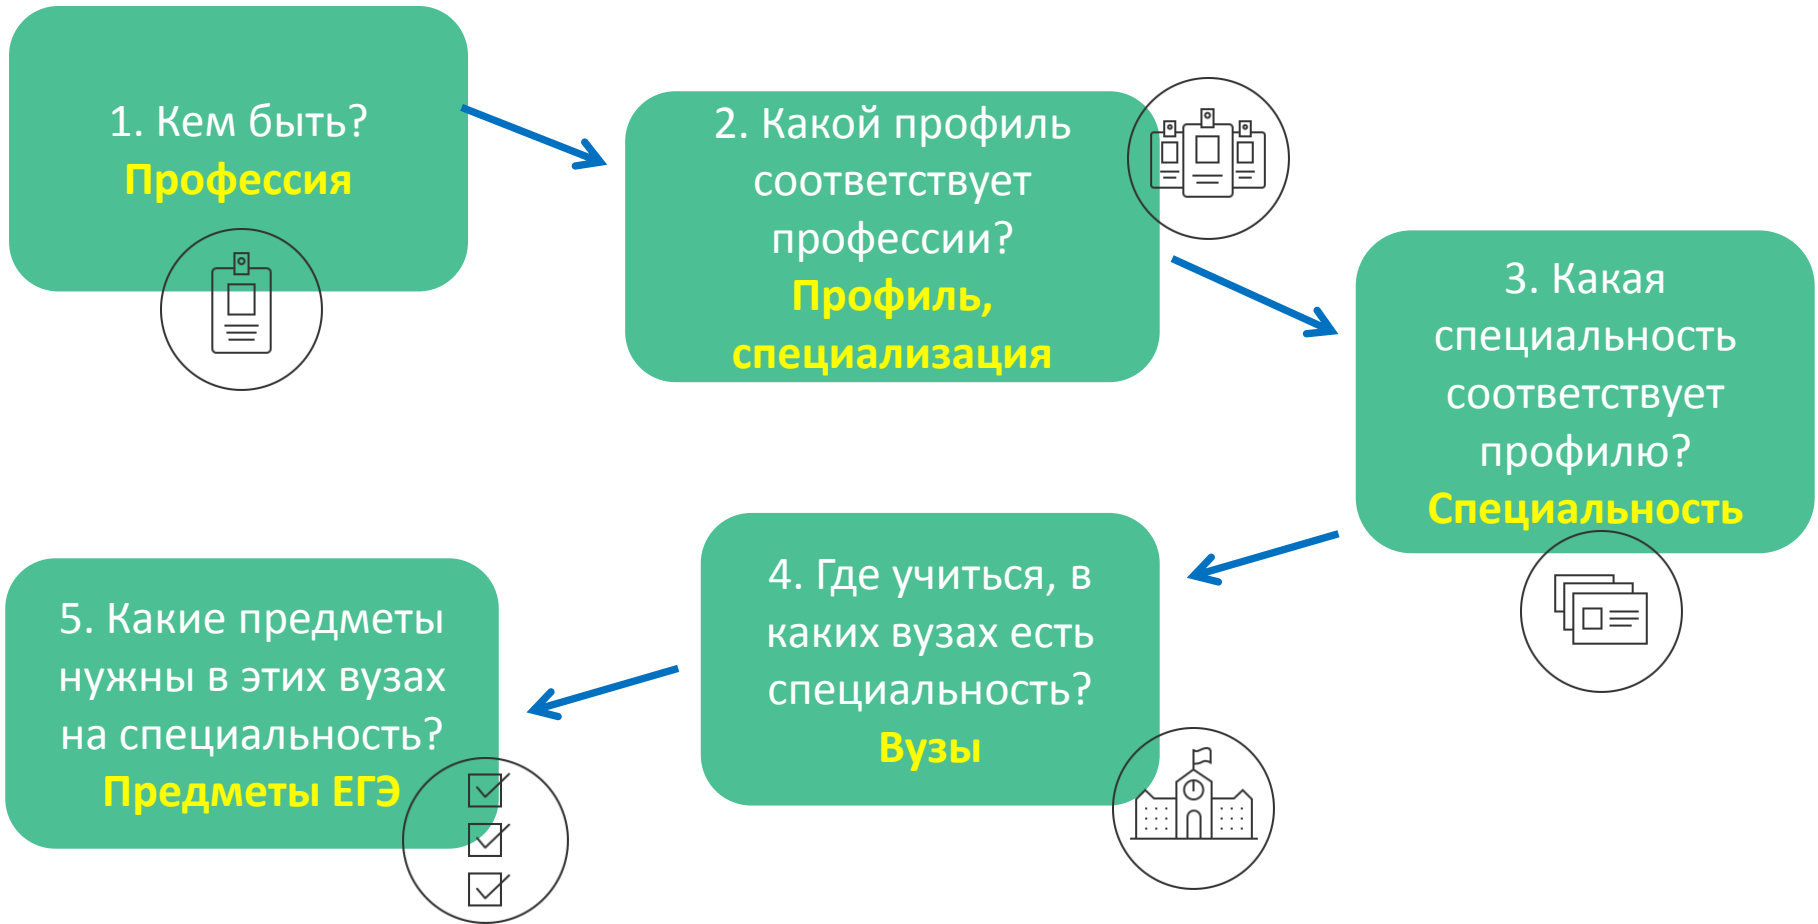 1. Кем быть?
Профессия
2. Какой профиль
соответствует
профессии?
Профиль,
специализация
3. Какая
специальность
соответствует
профилю?
Специальность
4. Где учиться, в
каких вузах есть
специальность?
Вузы
5. Какие предметы
нужны в этих вузах
на специальность?
Предметы ЕГЭ